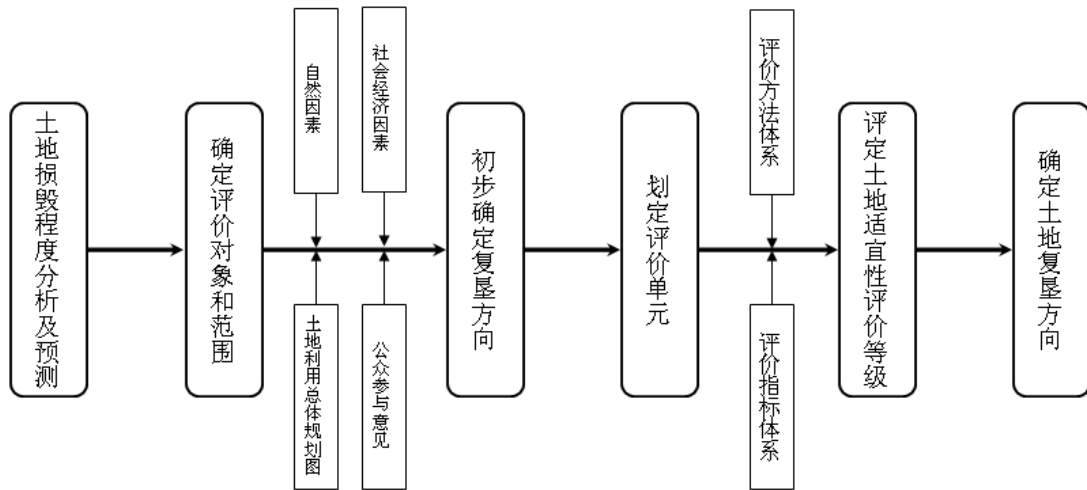 土地损毁程度分析及预测
确定评价对象和范围
自然因素
社会经济因素
土地利用总体规划图
公众参与意见
初步确定复垦方向
划定评价单元
评价方法体系
评价指标体系
评定土地适宜性评价等级
确定土地复垦方向